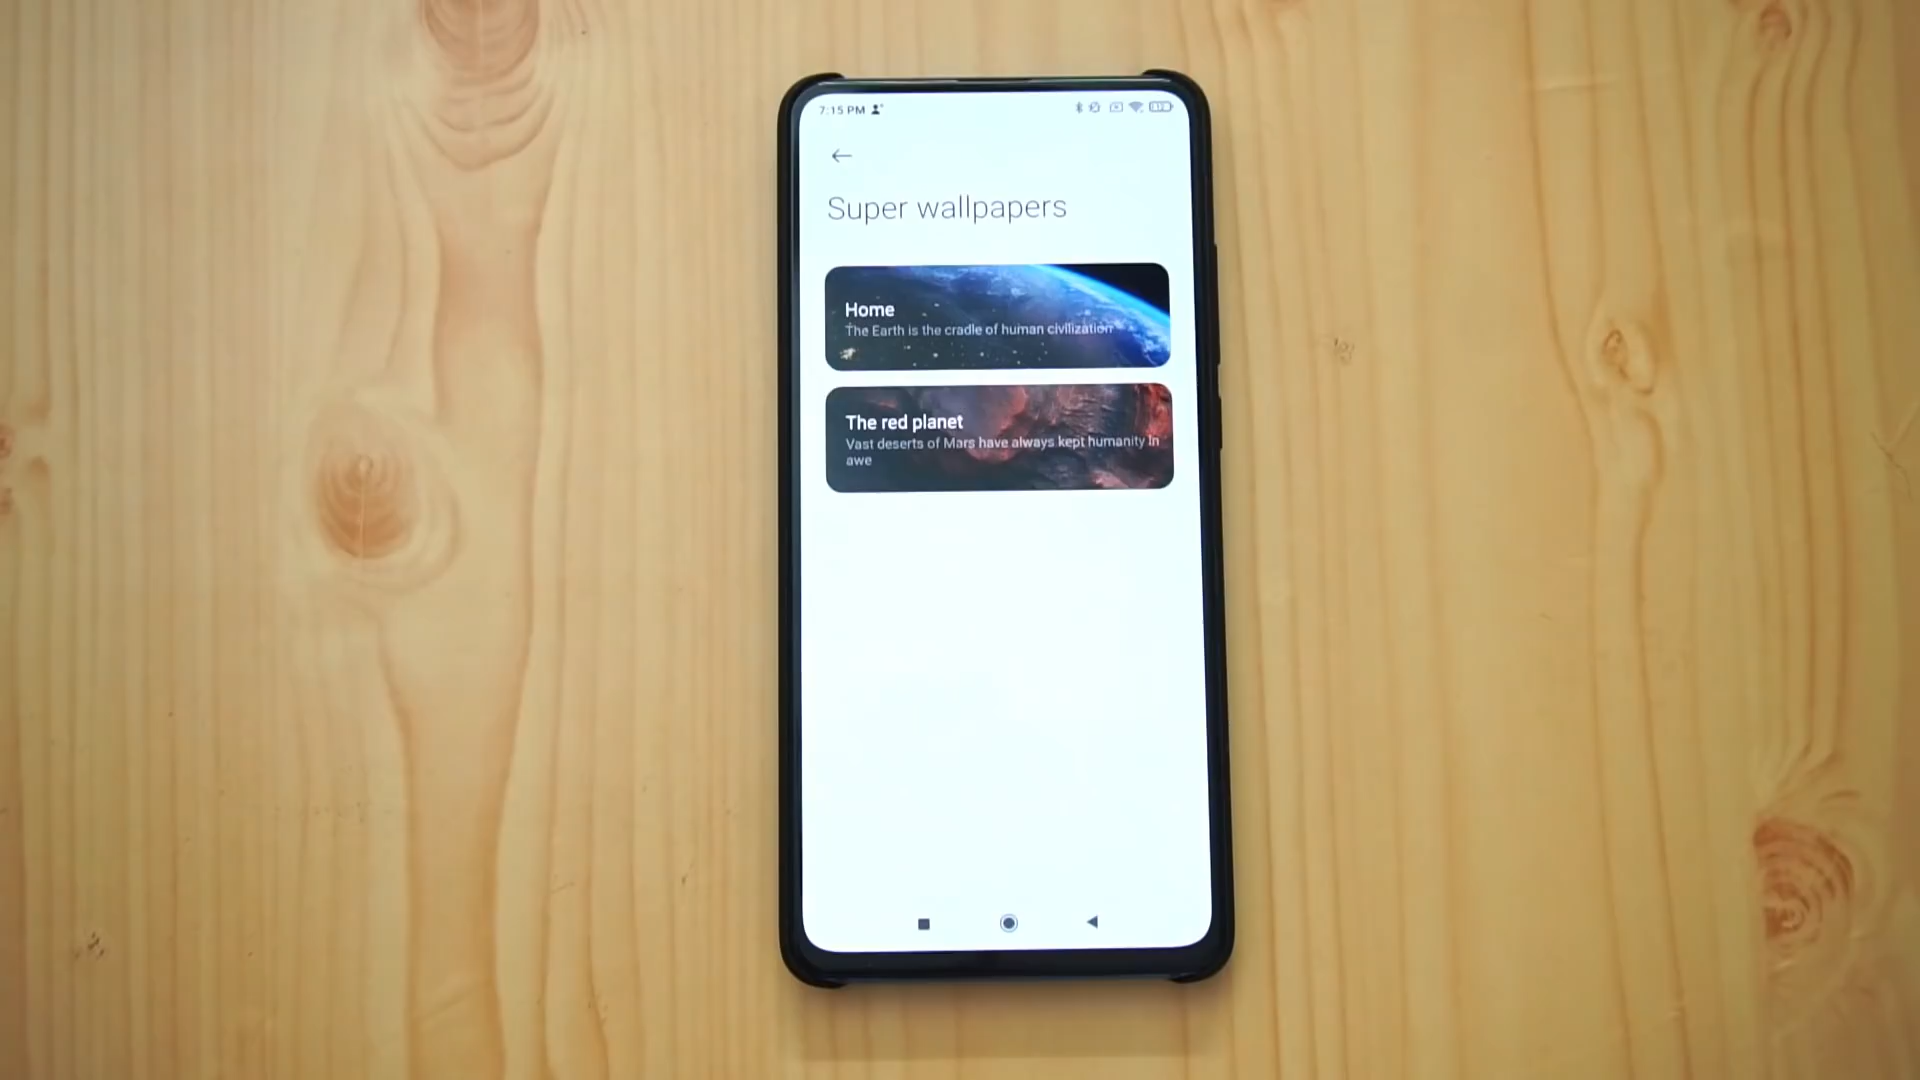 7:15 PM
Super wallpapers
Home
The Earth is the cradle of human civilization
The red planet
Vast deserts of Mars have always kept humanity In
awe